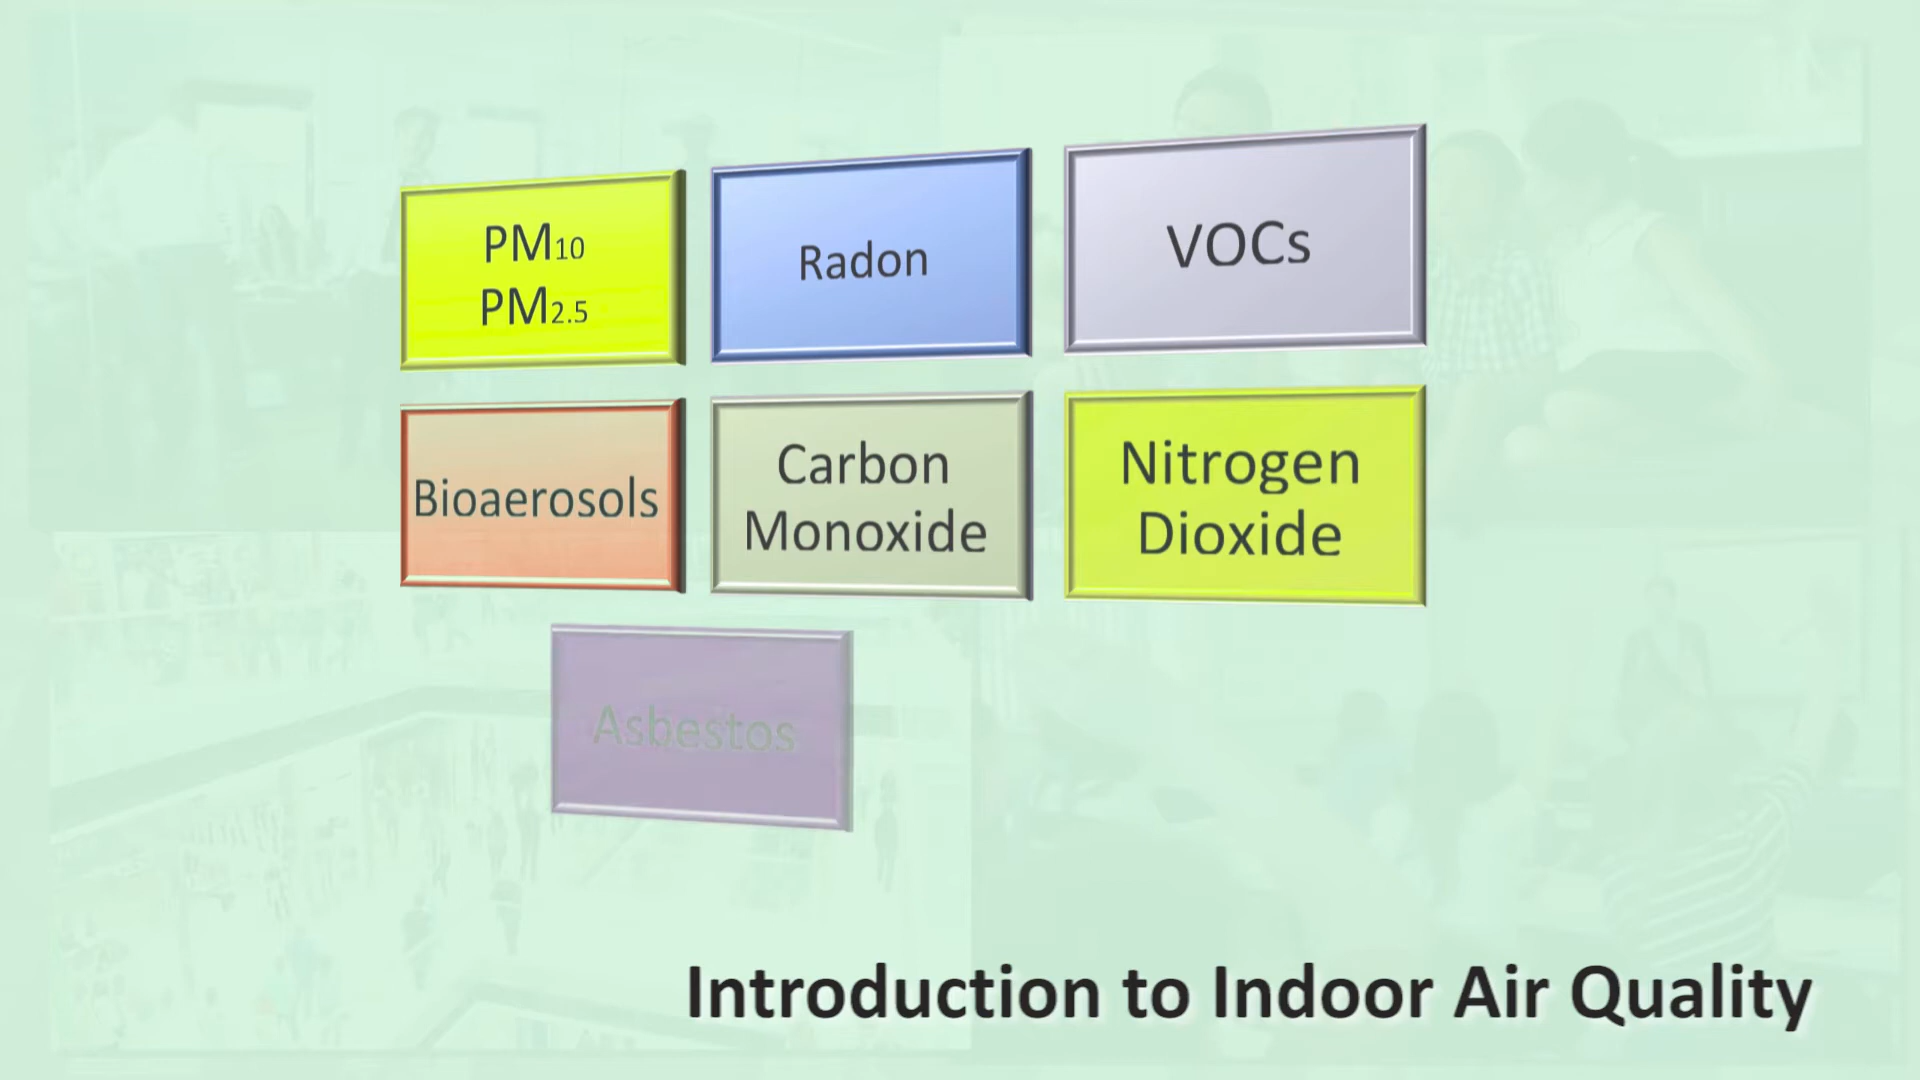 PM10
PM2.5
Radon
VOCs
Bioaerosols
Carbon
Monoxide
Nitrogen
Dioxide
Asbestos
Introduction to Indoor Air Quality